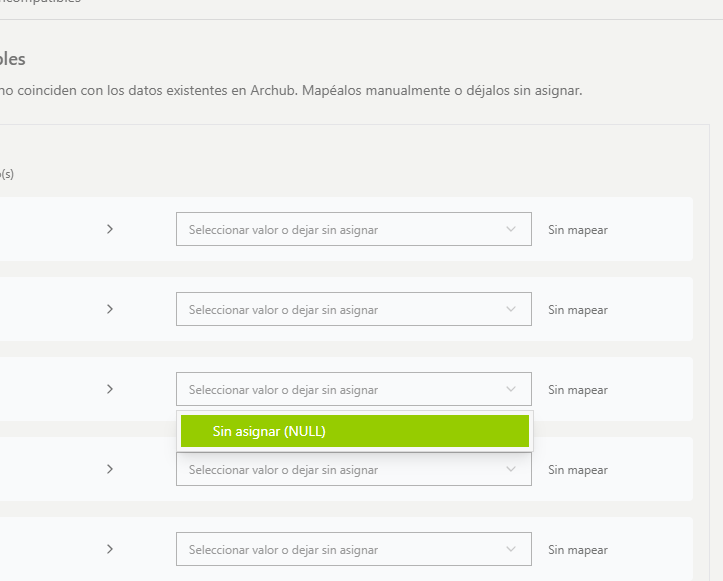 bles
no coinciden con los datos existentes en Archub. Mapéalos manualmente o déjalos sin asignar.
o(s)
Seleccionar valor o dejar sin asignar Sin mapear
Seleccionar valor o dejar sin asignar Sin mapear
Seleccionar valor o dejar sin asignar Sin mapear
Sin asignar (NULL)
Seleccionar valor o dejar sin asignar Sin mapear
Seleccionar valor o dejar sin asignar Sin mapear